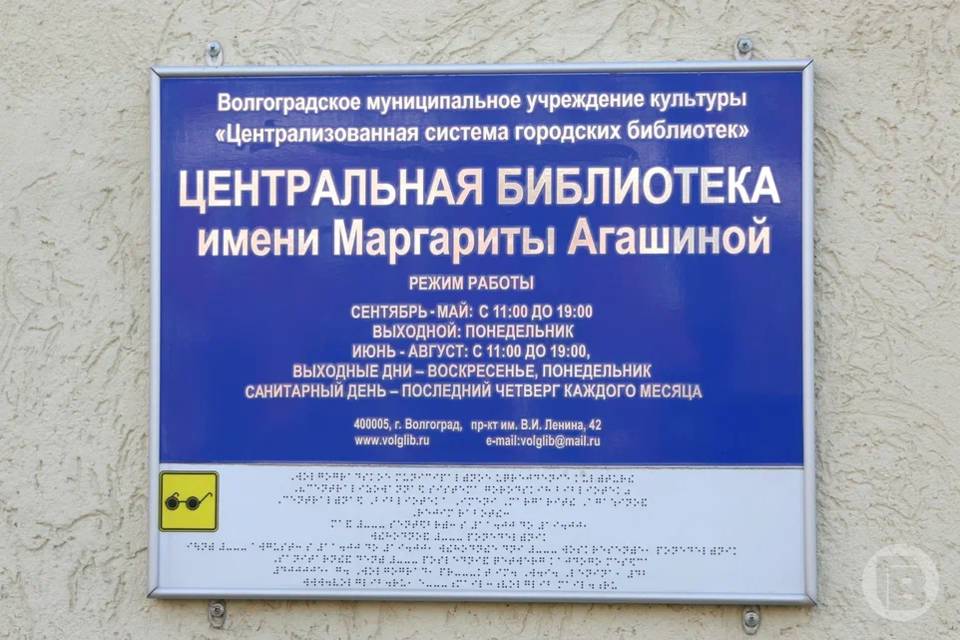 Волгоградское муниципальное учреждение культуры
«Централизованная система городских библиотек»
ЦЕНТРАЛЬНАЯ БИБЛИОТЕКА
имени Маргариты Агашиной
РЕЖИМ РАБОТЫ
СЕНТЯБРЬ - МАЙ: С 11:00 ДО 19:00
ВЫХОДНОЙ: ПОНЕДЕЛЬНИК
ИЮНЬ - АВГУСТ: С 11:00 ДО 19:00,
ВЫХОДНЫЕ ДНИ – ВОСКРЕСЕНЬЕ, ПОНЕДЕЛЬНИК
САНИТАРНЫЙ ДЕНЬ – ПОСЛЕДНИЙ ЧЕТВЕРГ КАЖДОГО МЕСЯЦА
400005, г. Волгоград, пр-кт им. В.И. Ленина, 42
www.volglib.ru e-mail:volglib@mail.ru